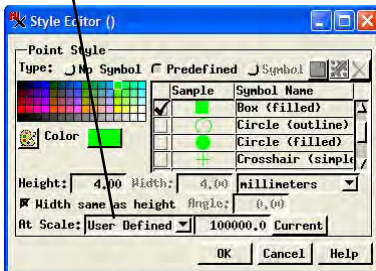 Style Editor ()
Point Style
Type: No Symbol Predefined Symbol
Sample Symbol Name
Box (filled)
Circle (outline)
Circle (filled)
Crosshair (simple
Color
Height: 4.00 Width: 4.00 millimeters
Width same as height Angle: 0.00
At Scale: User Defined 100000.0 Current
OK Cancel Help